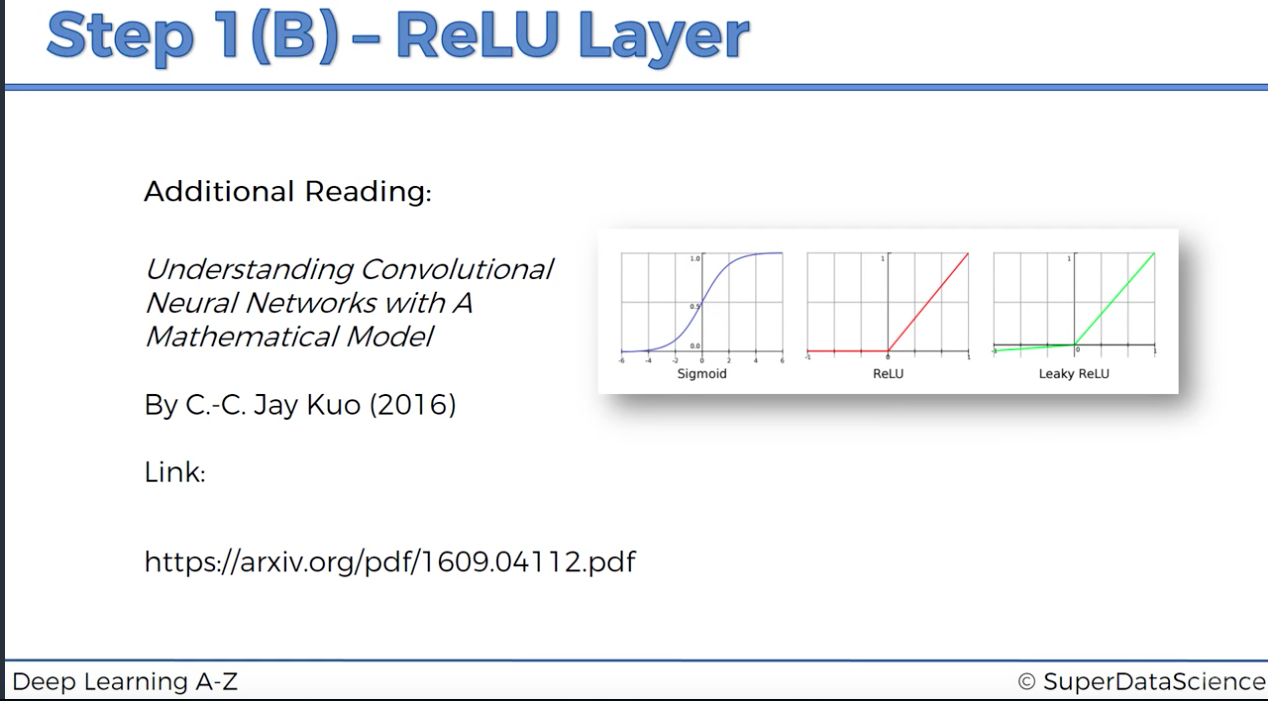 Step 1(B) – ReLU Layer
Additional Reading:
Understanding Convolutional
Neural Networks with A
Mathematical Model
By C.-C. Jay Kuo (2016)
Link:
https://arxiv.org/pdf/1609.04112.pdf
1.0
0.5
0.0
-6 -4 -2 0 2 4 6
Sigmoid
1
-1 0 1
ReLU
1
-1 0 1
Leaky ReLU
Deep Learning A-Z
© SuperDataScience